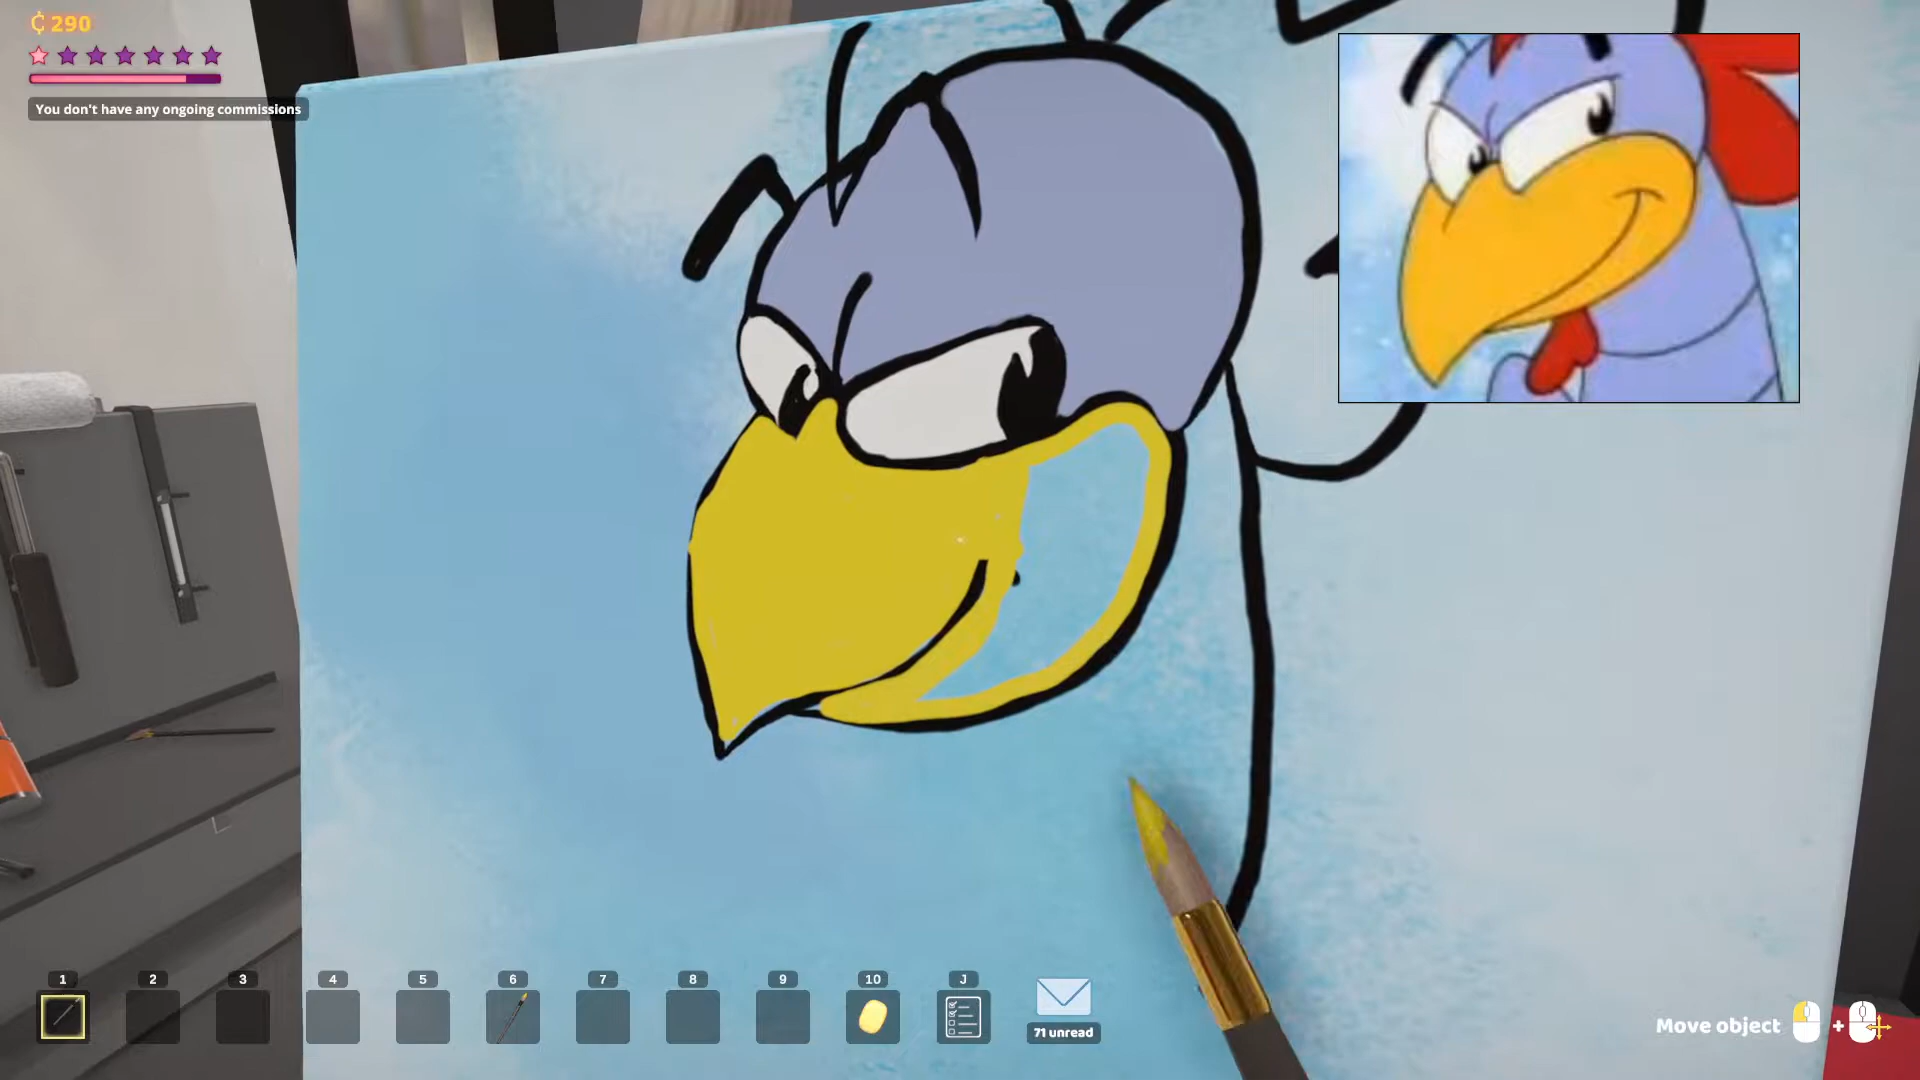 ₵ 290
You don't have any ongoing commissions
1 2 3 4 5 6 7 8 9 10 J
71 unread
Move object +